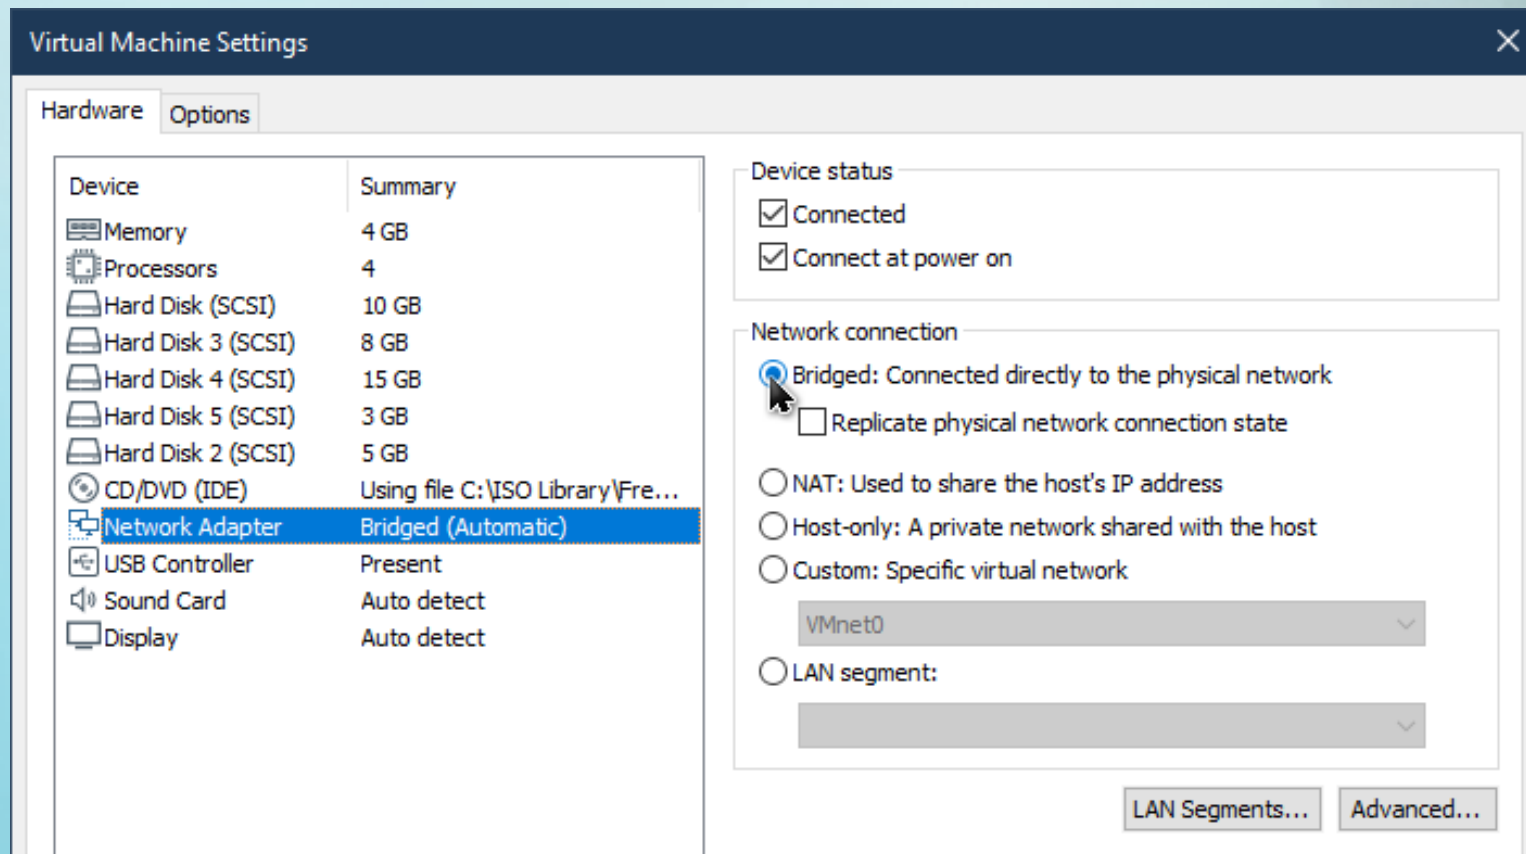 Virtual Machine Settings
Hardware
Options
Device Summary
Memory 4 GB
Processors 4
Hard Disk (SCSI) 10 GB
Hard Disk 3 (SCSI) 8 GB
Hard Disk 4 (SCSI) 15 GB
Hard Disk 5 (SCSI) 3 GB
Hard Disk 2 (SCSI) 5 GB
CD/DVD (IDE) Using file C:\ISO Library\Fre...
Network Adapter Bridged (Automatic)
USB Controller Present
Sound Card Auto detect
Display Auto detect
Device status
Connected
Connect at power on
Network connection
Bridged: Connected directly to the physical network
Replicate physical network connection state
NAT: Used to share the host's IP address
Host-only: A private network shared with the host
Custom: Specific virtual network
VMnet0
LAN segment:
LAN Segments... Advanced...